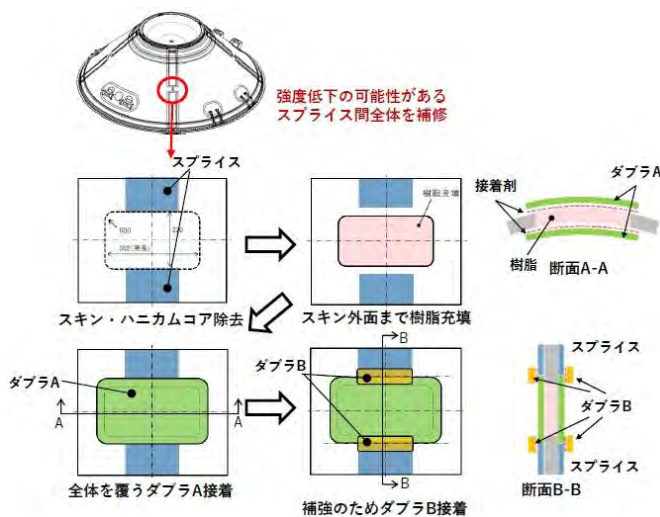 強度低下の可能性がある
スプライス間全体を補修
スプライス
スキン・ハニカムコア除去
樹脂充填
スキン外面まで樹脂充填
接着剤
ダブラA
樹脂
断面A-A
ダブラA
A
A
全体を覆うダブラA接着
B
ダブラB
B
補強のためダブラB接着
スプライス
ダブラB
スプライス
断面B-B